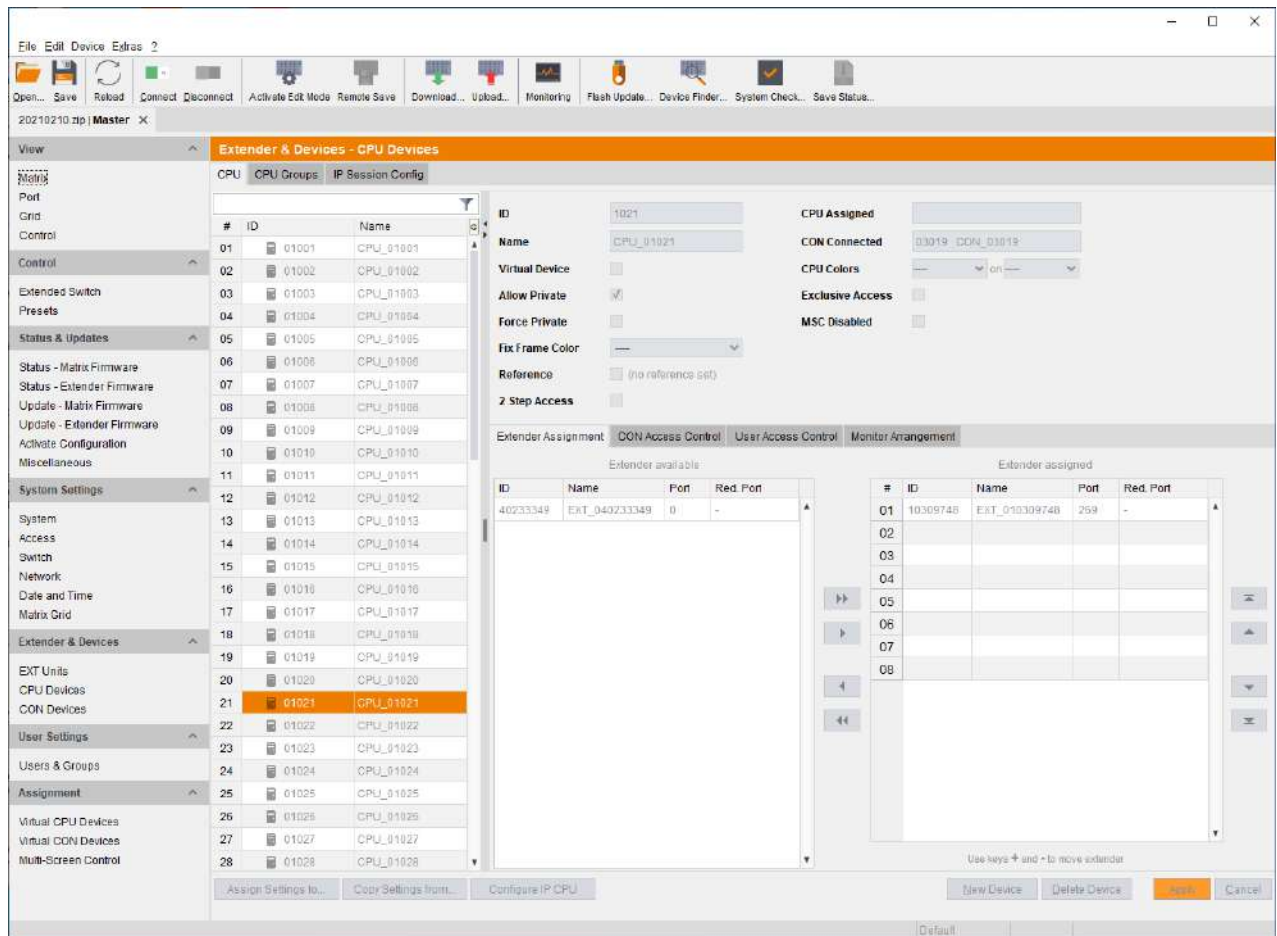 File Edit Device Extras ?
Open... Save Reload Connect Disconnect Activate Edit Mode Remote Save Download... Upload... Monitoring Flash Update... Device Finder... System Check... Save Status...
20210210.zip | Master ×
View
Matrix
Port
Grid
Control
Control
Extended Switch
Presets
Status & Updates
Status - Matrix Firmware
Status - Extender Firmware
Update - Matrix Firmware
Update - Extender Firmware
Activate Configuration
Miscellaneous
System Settings
System
Access
Switch
Network
Date and Time
Matrix Grid
Extender & Devices
EXT Units
CPU Devices
CON Devices
User Settings
Users & Groups
Assignment
Virtual CPU Devices
Virtual CON Devices
Multi-Screen Control
Extender & Devices - CPU Devices
CPU CPU Groups IP Session Config
# ID Name
01 01001 CPU_01001
02 01002 CPU_01002
03 01003 CPU_01003
04 01004 CPU_01004
05 01005 CPU_01005
06 01006 CPU_01006
07 01007 CPU_01007
08 01008 CPU_01008
09 01009 CPU_01009
10 01010 CPU_01010
11 01011 CPU_01011
12 01012 CPU_01012
13 01013 CPU_01013
14 01014 CPU_01014
15 01015 CPU_01015
16 01016 CPU_01016
17 01017 CPU_01017
18 01018 CPU_01018
19 01019 CPU_01019
20 01020 CPU_01020
21 01021 CPU_01021
22 01022 CPU_01022
23 01023 CPU_01023
24 01024 CPU_01024
25 01025 CPU_01025
26 01026 CPU_01026
27 01027 CPU_01027
28 01028 CPU_01028
ID 1021 CPU Assigned
Name CPU_01021 CON Connected 03019 CON_03019
Virtual Device CPU Colors ---- on ----
Allow Private Exclusive Access
Force Private MSC Disabled
Fix Frame Color ----
Reference (no reference set)
2 Step Access
Extender Assignment CON Access Control User Access Control Monitor Arrangement
Extender available
ID Name Port Red. Port
40233349 EXT_040233349 0 -
Extender assigned
# ID Name Port Red. Port
01 10309748 EXT_010309748 269 -
02
03
04
05
06
07
08
Use keys + and - to move extender
Assign Settings to... Copy Settings from... Configure IP CPU New Device Delete Device Apply Cancel
Default